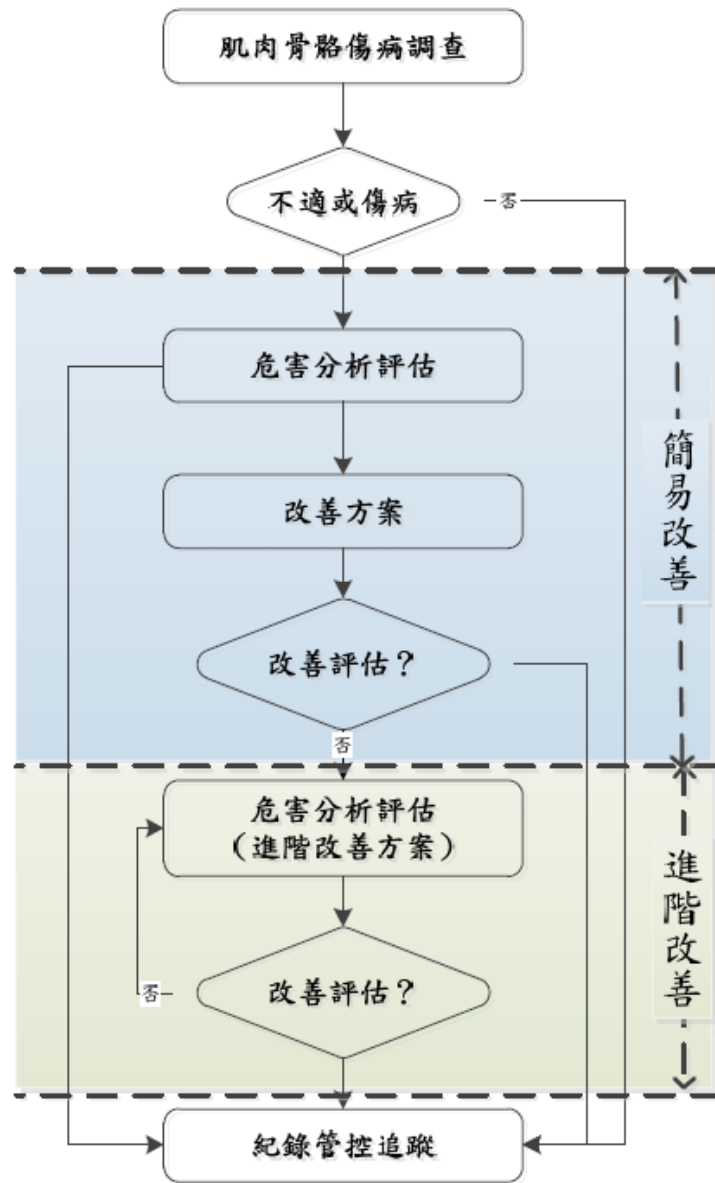 肌肉骨骼傷病調查
不適或傷病
否
危害分析評估
改善方案
簡易改善
改善評估？
否
危害分析評估
（進階改善方案）
進階改善
改善評估？
否
紀錄管控追蹤